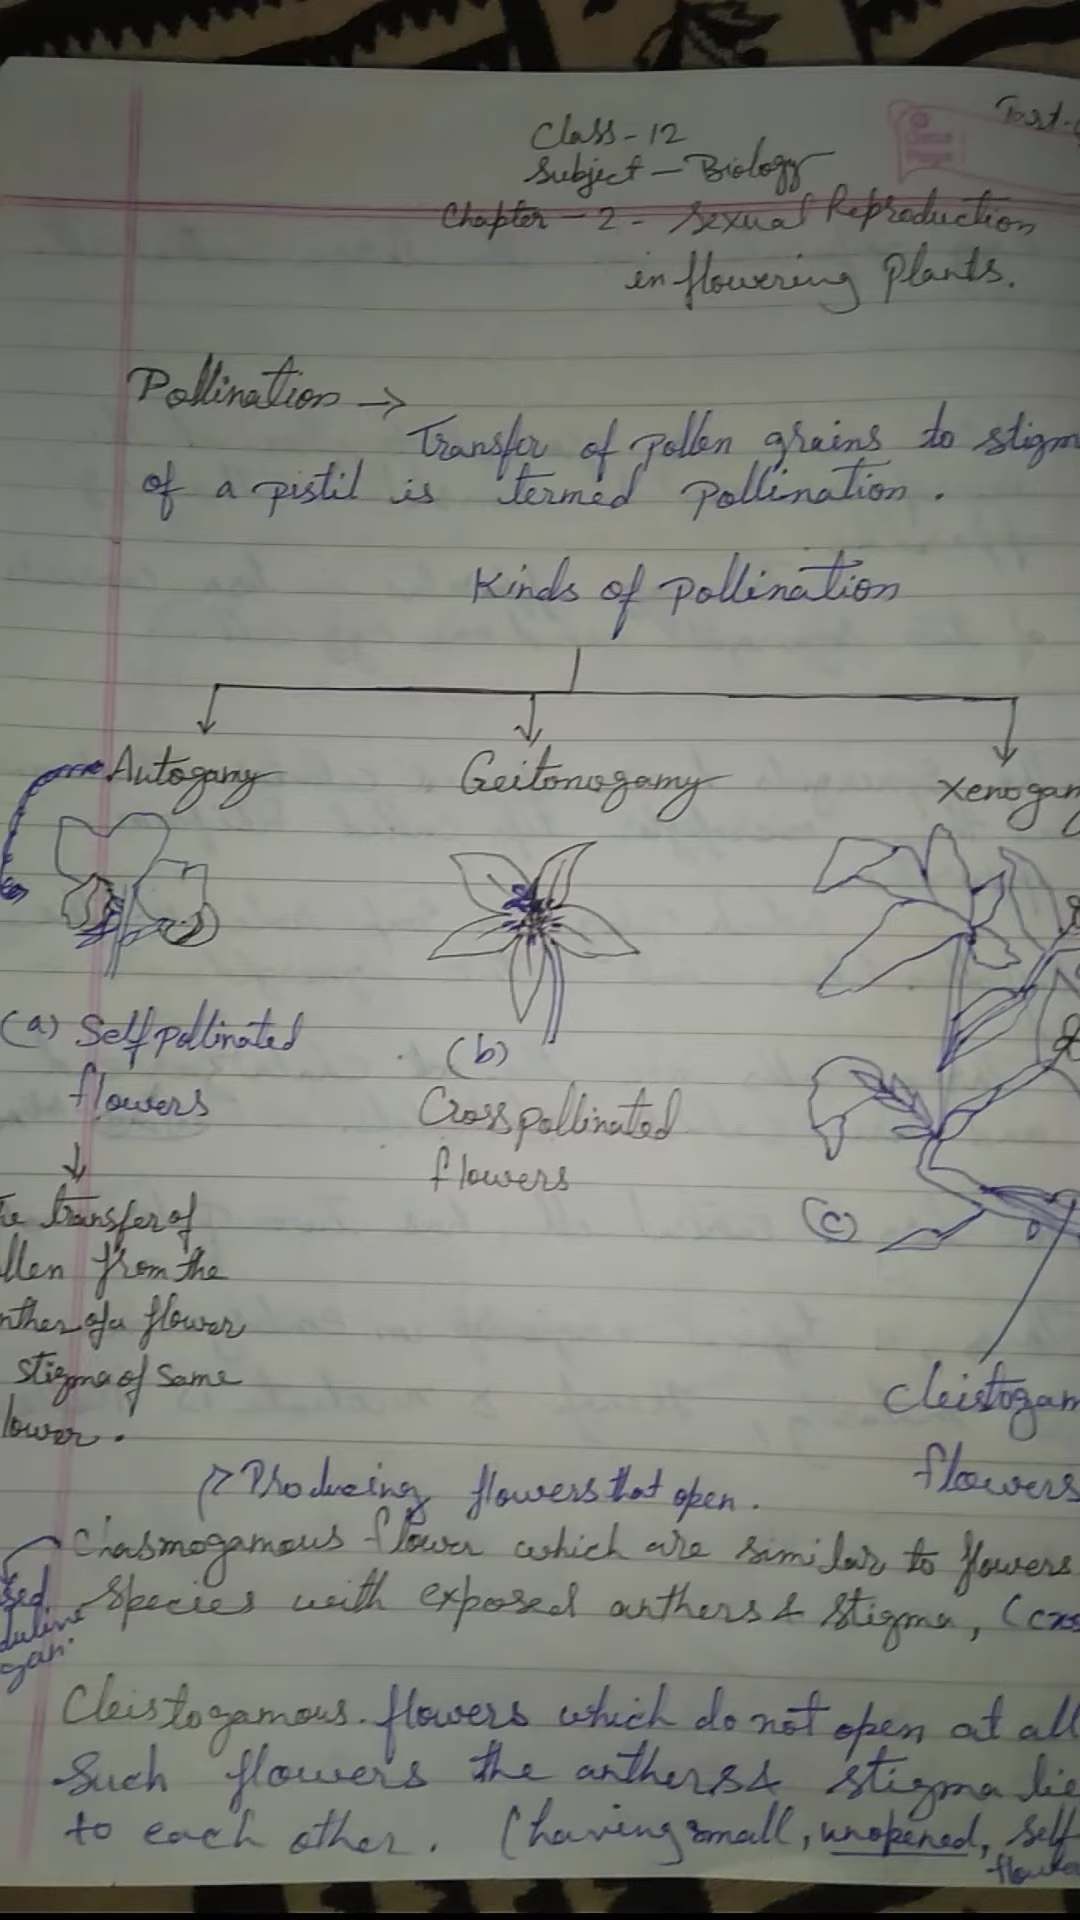 Class-12
Subject - Biology
Chapter - 2 - Sexual Reproduction
in flowering Plants.
Pollination →
Transfer of pollen grains to stigm
of a pistil is termed pollination.
Kinds of pollination
Autogamy Geitonogamy Xenogam
(a) Self pollinated
flowers
(b)
Cross pollinated
flowers
(c)
he transfer of
llen from the
nther of a flower
stigma of same
lower.
Cleistogam
flowers
Producing flowers that open.
Chasmogamous flower which are similar to flowers
species with exposed anthers & stigma, (
Cleistogamous. flowers which do not open at all
Such flowers the anthers & stigma lie
to each other. (having small, unopened, self
flower